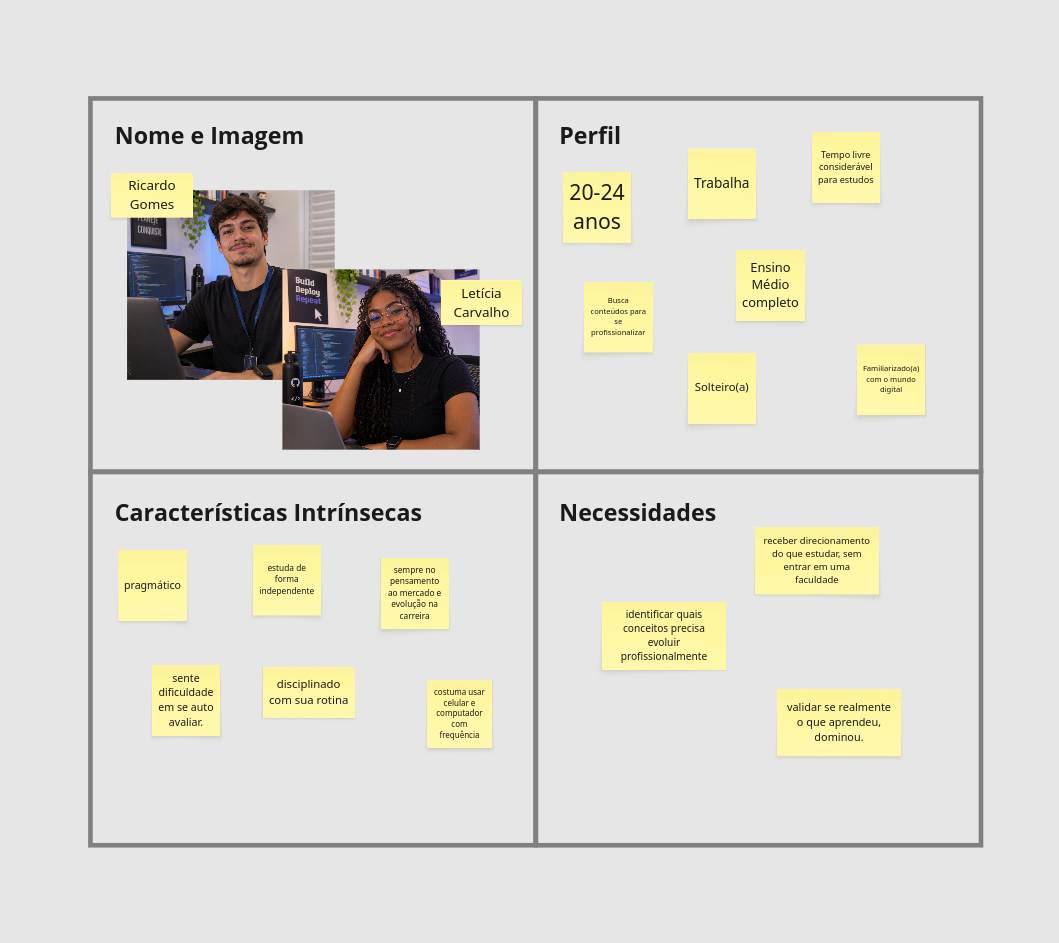 Nome e Imagem
Ricardo
Gomes
PLANEJE
CONQUISTE
Build
Deploy
Repeat
</>
Letícia
Carvalho
Perfil
20-24
anos
Trabalha
Tempo livre
considerável
para estudos
Busca
conteúdos para
se
profissionalizar
Ensino
Médio
completo
Solteiro(a)
Familiarizado(a)
com o mundo
digital
Características Intrínsecas
pragmático
estuda de
forma
independente
sempre no
pensamento
ao mercado e
evolução na
carreira
sente
dificuldade
em se auto
avaliar.
disciplinado
com sua rotina
costuma usar
celular e
computador
com
frequência
Necessidades
receber direcionamento
do que estudar, sem
entrar em uma
faculdade
identificar quais
conceitos precisa
evoluir
profissionalmente
validar se realmente
o que aprendeu,
dominou.